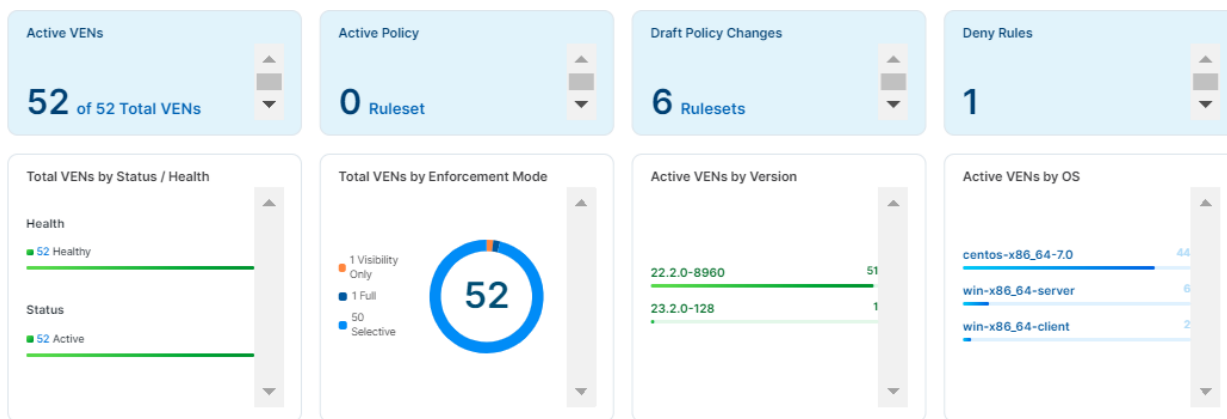 Active VENs
52 of 52 Total VENs
Active Policy
0 Ruleset
Draft Policy Changes
6 Rulesets
Deny Rules
1
Total VENs by Status / Health
Health
52 Healthy
Status
52 Active
Total VENs by Enforcement Mode
1 Visibility
Only
1 Full
50
Selective
52
Active VENs by Version
22.2.0-8960 51
23.2.0-128 1
Active VENs by OS
centos-x86_64-7.0 44
win-x86_64-server 6
win-x86_64-client 2